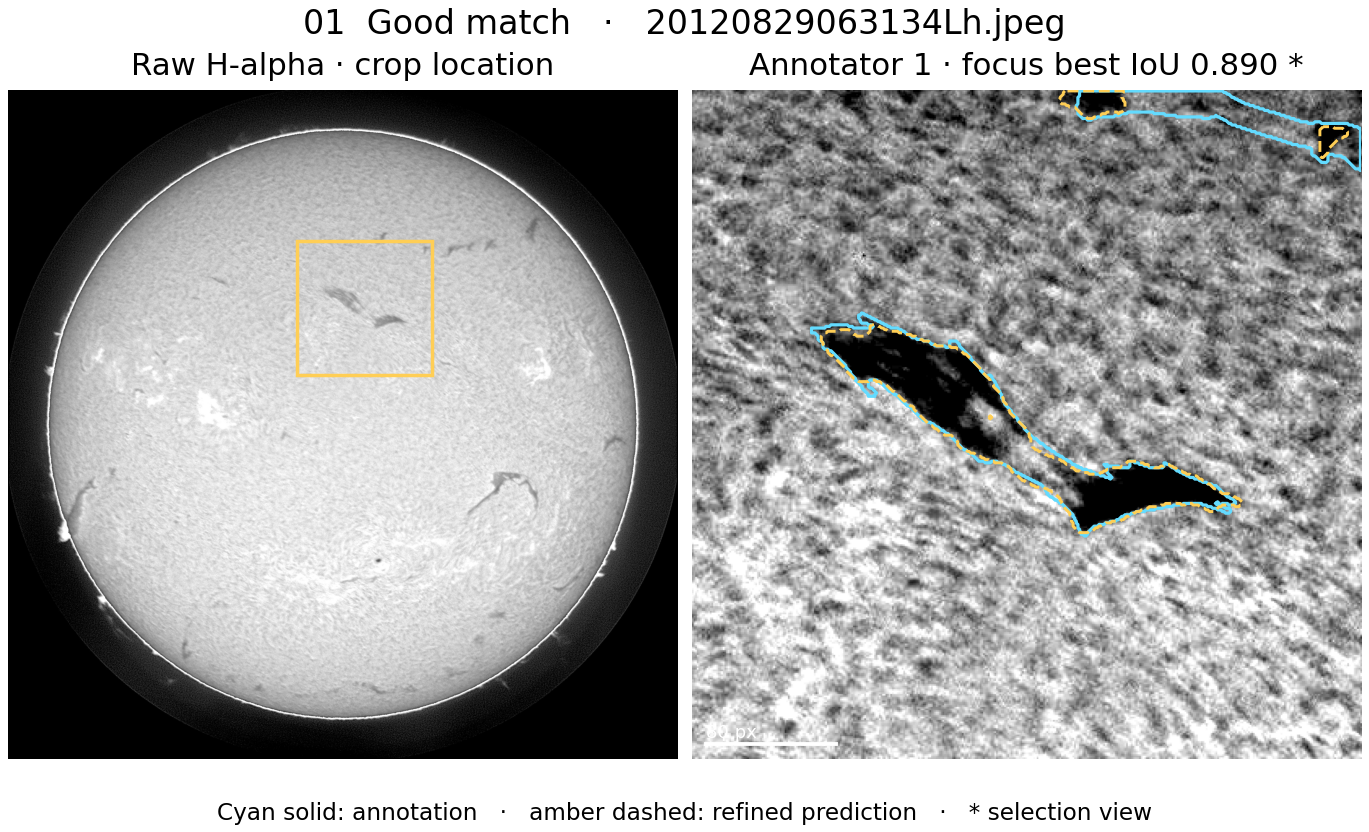 01 Good match · 20120829063134Lh.jpeg
Raw H-alpha · crop location
Annotator 1 · focus best IoU 0.890 *
px
Cyan solid: annotation · amber dashed: refined prediction · * selection view